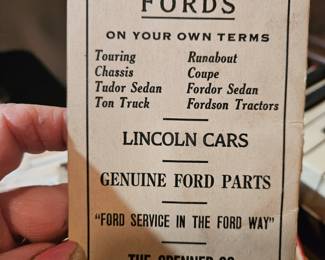 FORDS
ON YOUR OWN TERMS
Touring Runabout
Chassis Coupe
Tudor Sedan Fordor Sedan
Ton Truck Fordson Tractors
LINCOLN CARS
GENUINE FORD PARTS
"FORD SERVICE IN THE FORD WAY"
THE